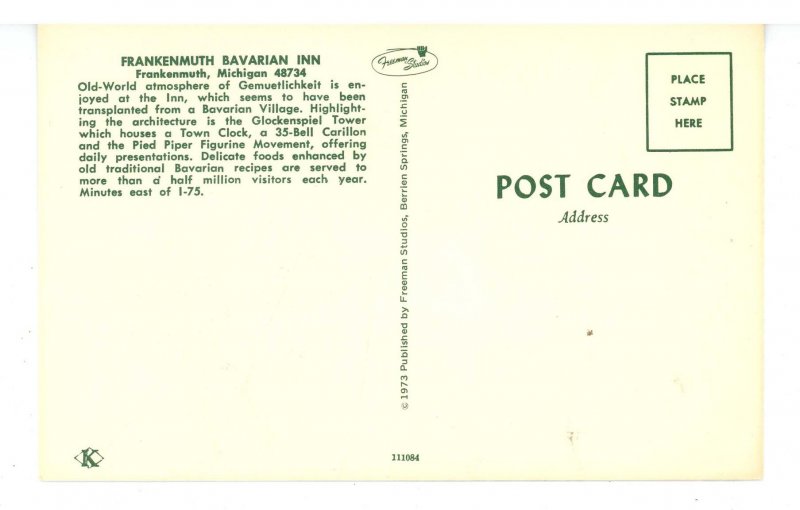 FRANKENMUTH BAVARIAN INN
Frankenmuth, Michigan 48734
Old-World atmosphere of Gemuetlichkeit is en-
joyed at the Inn, which seems to have been
transplanted from a Bavarian Village. Highlight-
ing the architecture is the Glockenspiel Tower
which houses a Town Clock, a 35-Bell Carillon
and the Pied Piper Figurine Movement, offering
daily presentations. Delicate foods enhanced by
old traditional Bavarian recipes are served to
more than a half million visitors each year.
Minutes east of I-75.
K
Freeman
Studios
© 1973 Published by Freeman Studios, Berrien Springs, Michigan
111084
PLACE
STAMP
HERE
POST CARD
Address